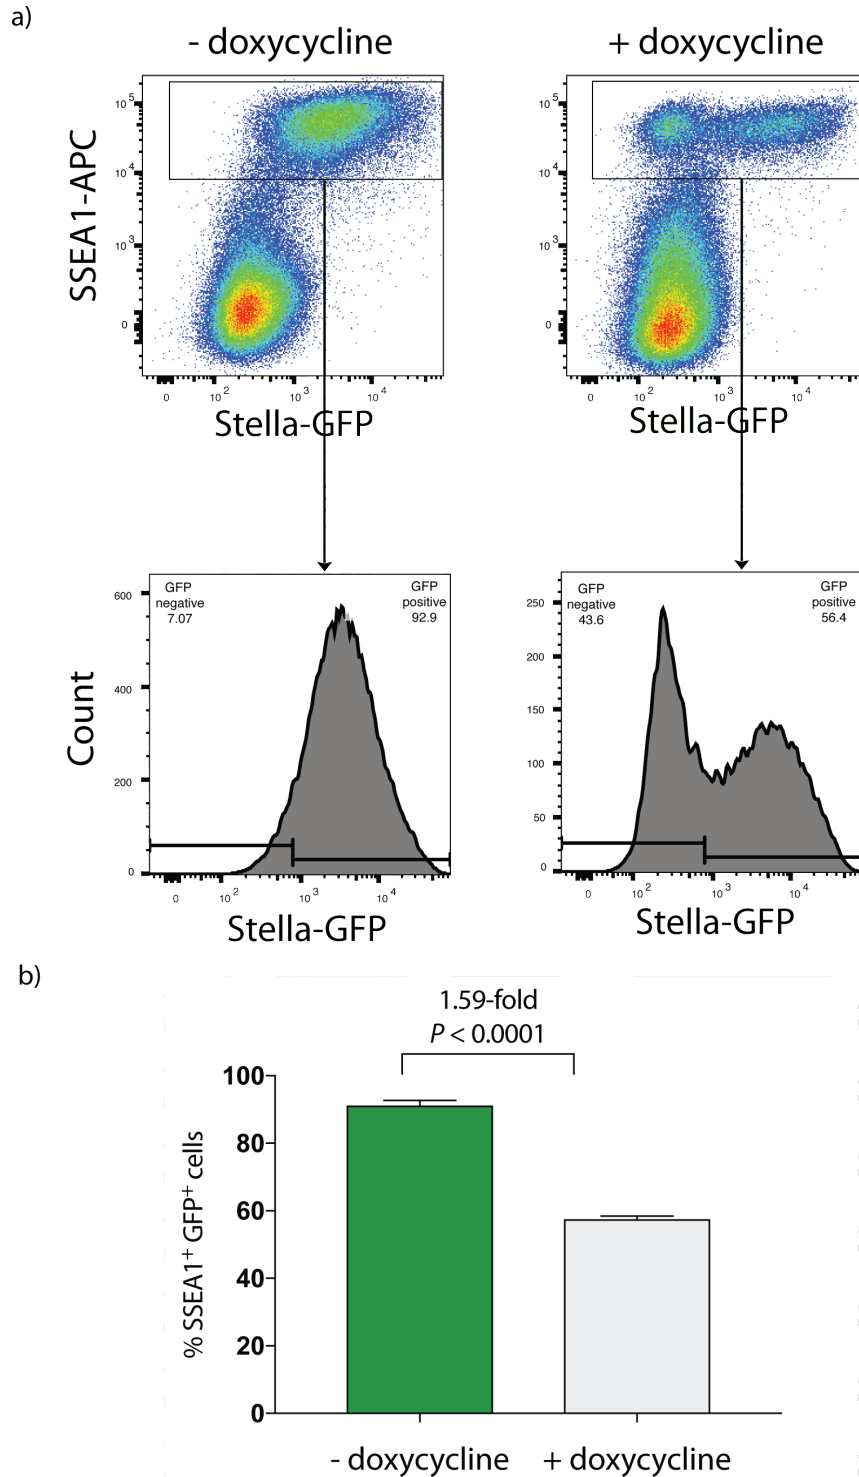 a)
- doxycycline
+ doxycycline
SSEA1-APC
10^5
10^4
10^3
0
0
10^2
10^3
10^4
Stella-GFP
10^5
10^4
10^3
0
0
10^2
10^3
10^4
Stella-GFP
Count
600
400
200
0
GFP
negative
7.07
GFP
positive
92.9
0
10^2
10^3
10^4
Stella-GFP
250
200
150
100
50
0
GFP
negative
43.6
GFP
positive
56.4
0
10^2
10^3
10^4
Stella-GFP
b)
1.59-fold
P < 0.0001
% SSEA1+ GFP+ cells
100
80
60
40
20
0
- doxycycline
+ doxycycline